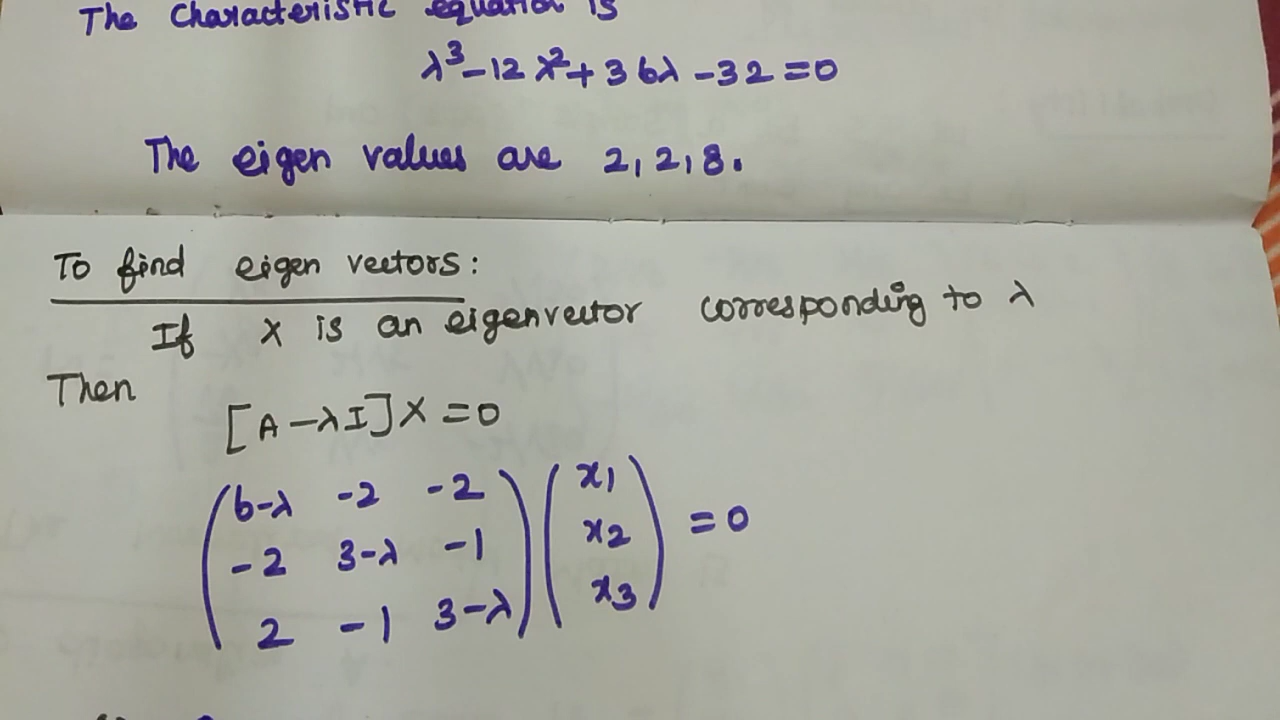 The Characteristic equation is
λ³-12λ²+36λ-32=0
The eigen values are 2,2,8.
To find eigen vectors:
If X is an eigenvector corresponding to λ
Then
[A-λI]X=0
(6-λ -2 -2) (x1)
(-2 3-λ -1) (x2) =0
(2 -1 3-λ) (x3)